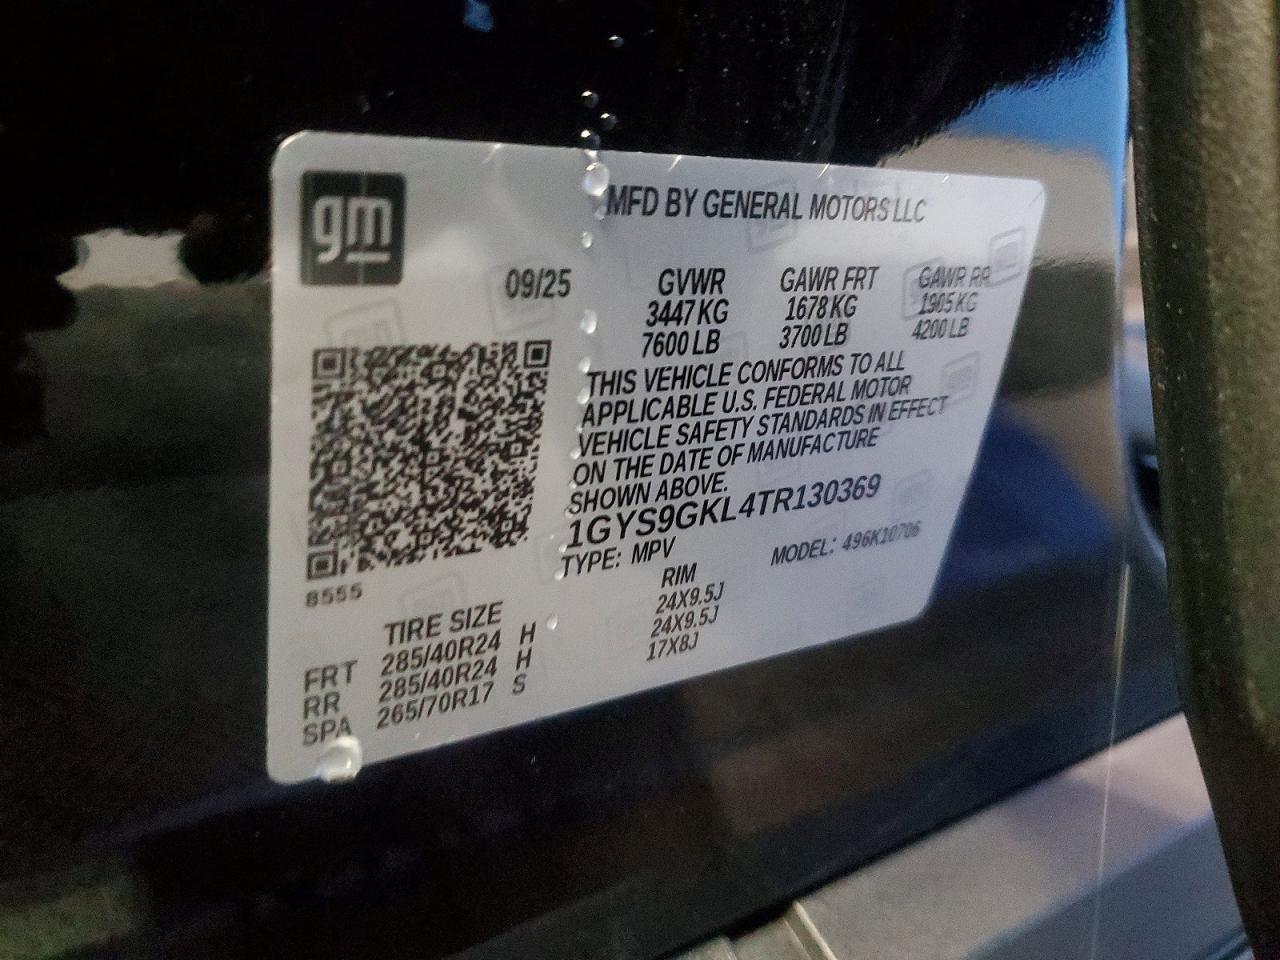 gm
MFD BY GENERAL MOTORS LLC
09/25 GVWR GAWR FRT GAWR RR
3447 KG 1678 KG 1905 KG
7600 LB 3700 LB 4200 LB
THIS VEHICLE CONFORMS TO ALL
APPLICABLE U.S. FEDERAL MOTOR
VEHICLE SAFETY STANDARDS IN EFFECT
ON THE DATE OF MANUFACTURE
SHOWN ABOVE.
1GYS9GKL4TR130369
TYPE: MPV MODEL: 496K10706
8555
TIRE SIZE RIM
FRT 285/40R24 H 24X9.5J
RR 285/40R24 H 24X9.5J
SPA 265/70R17 S 17X8J